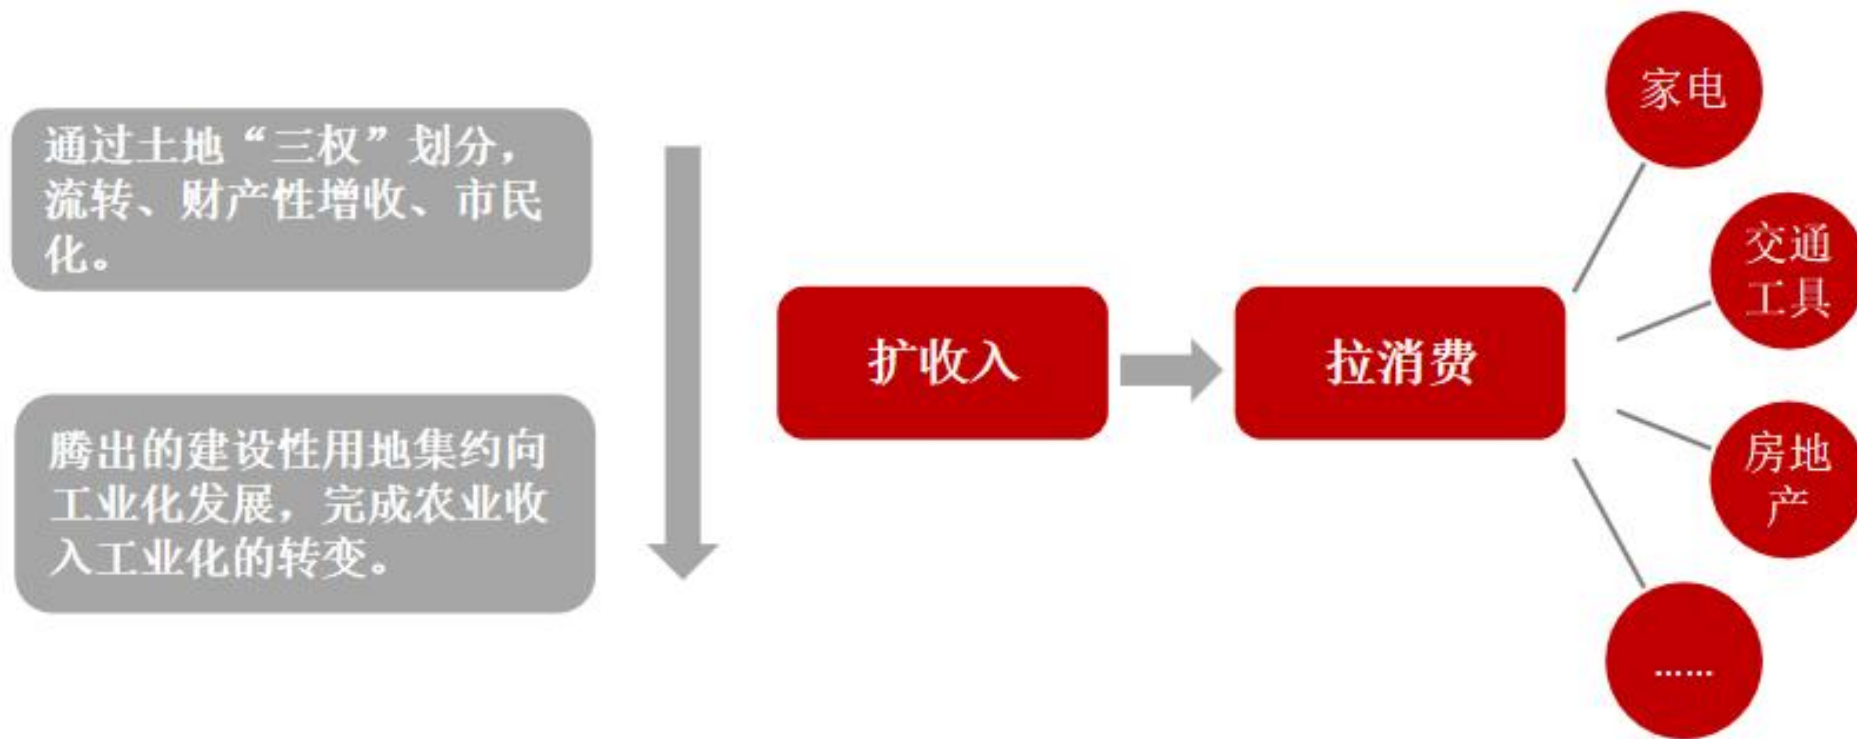 通过土地“三权”划分，
流转、财产性增收、市民
化。
腾出的建设性用地集约向
工业化发展，完成农业收
入工业化的转变。
扩收入
拉消费
家电
交通
工具
房地
产
……